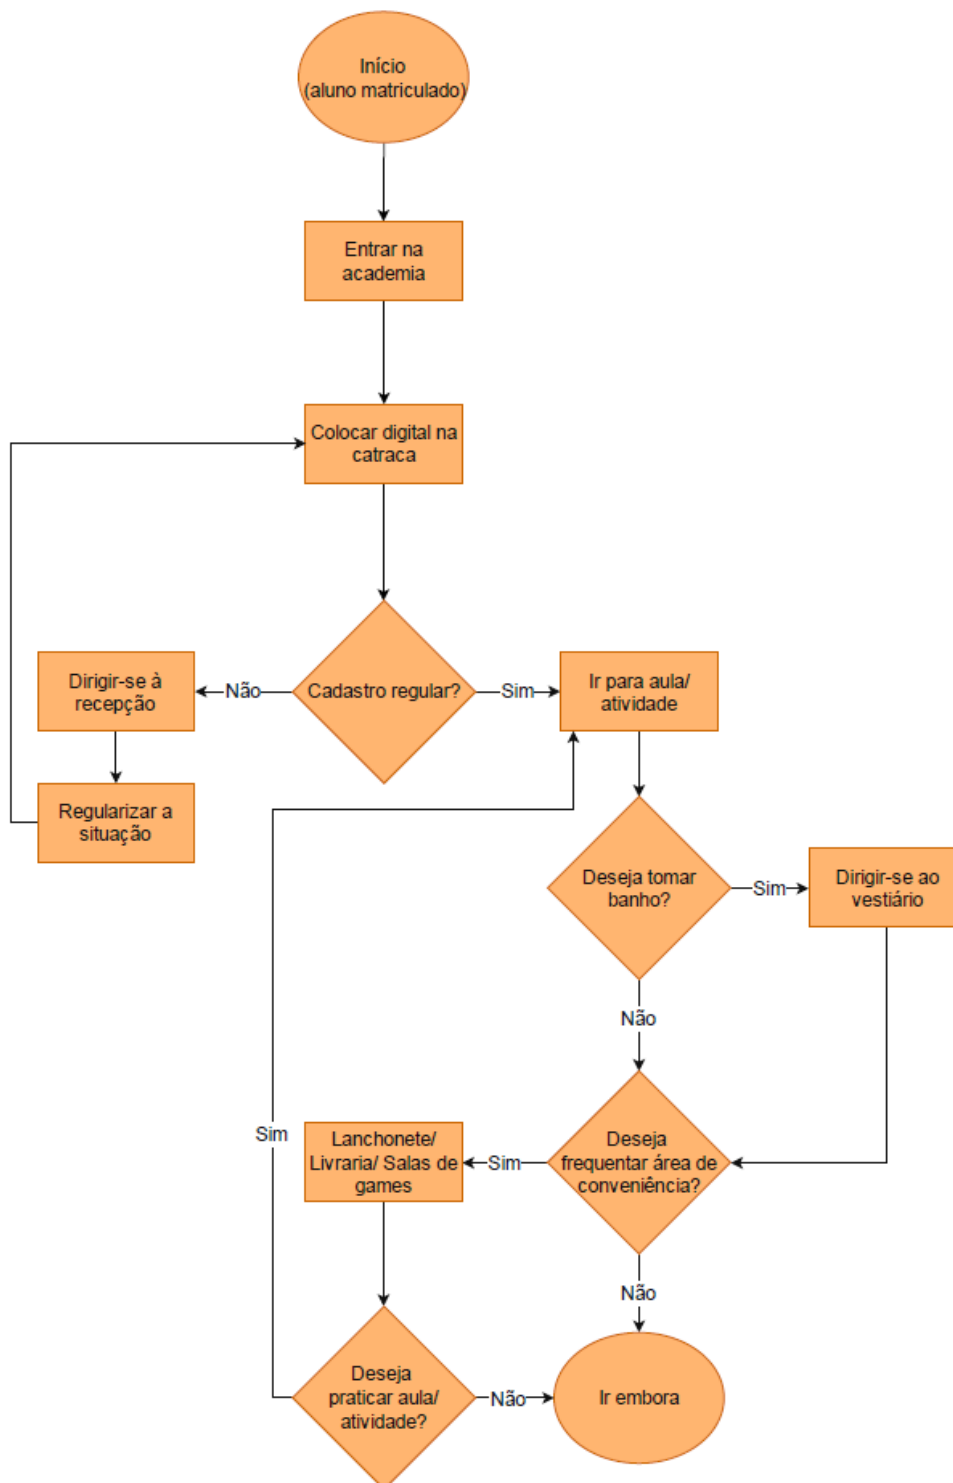 Início
(aluno matriculado)
Entrar na
academia
Colocar digital na
catraca
Cadastro regular?
Não
Sim
Dirigir-se à
recepção
Regularizar a
situação
Ir para aula/
atividade
Deseja tomar
banho?
Sim
Dirigir-se ao
vestiário
Não
Deseja
frequentar área de
conveniência?
Sim
Lanchonete/
Livraria/ Salas de
games
Sim
Não
Deseja
praticar aula/
atividade?
Não
Ir embora